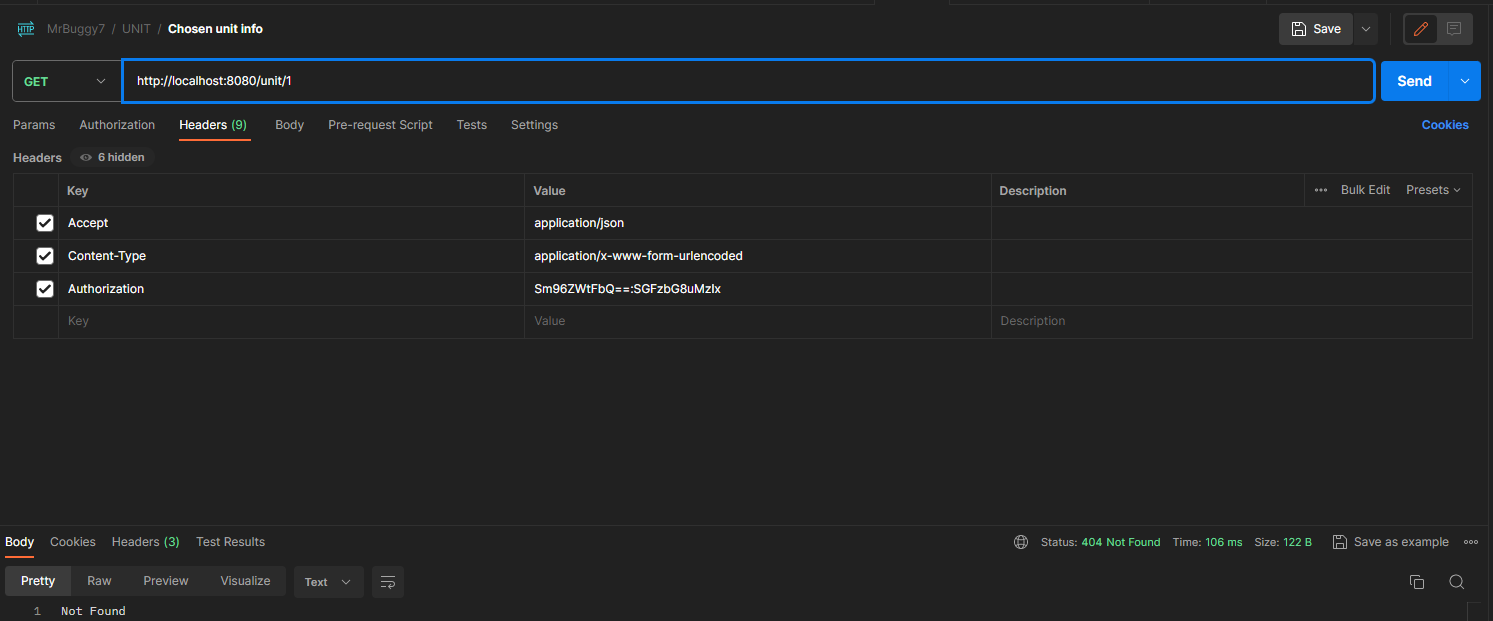 HTTP MrBuggy7 / UNIT / Chosen unit info Save
GET http://localhost:8080/unit/1 Send
Params Authorization Headers (9) Body Pre-request Script Tests Settings Cookies
Headers 6 hidden
Key Value Description ••• Bulk Edit Presets
Accept application/json
Content-Type application/x-www-form-urlencoded
Authorization Sm96ZWtFbQ==:SGFzbG8uMzIx
Key Value Description
Body Cookies Headers (3) Test Results Status: 404 Not Found Time: 106 ms Size: 122 B Save as example
Pretty Raw Preview Visualize Text
1 Not Found